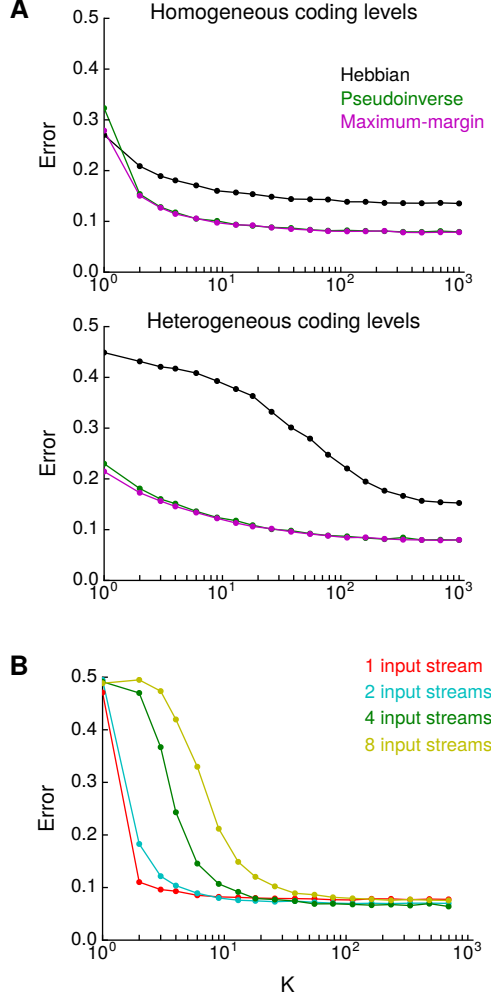 A
Homogeneous coding levels
0.5
0.4
0.3
0.2
0.1
0.0
Error
Hebbian
Pseudoinverse
Maximum-margin
10^0
10^1
10^2
10^3
Heterogeneous coding levels
0.5
0.4
0.3
0.2
0.1
0.0
Error
10^0
10^1
10^2
10^3
B
0.5
0.4
0.3
0.2
0.1
0.0
Error
1 input stream
2 input streams
4 input streams
8 input streams
10^0
10^1
10^2
10^3
K